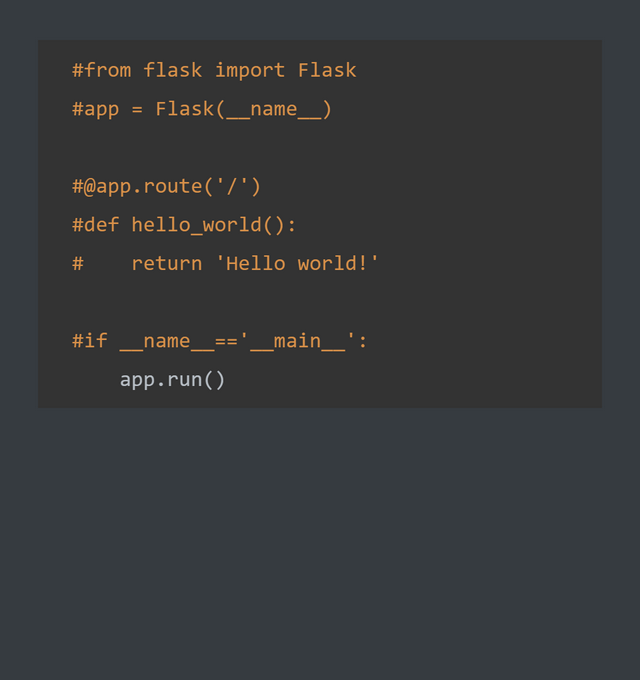 #from flask import Flask
#app = Flask(__name__)
#@app.route('/')
#def hello_world():
#    return 'Hello world!'
#if __name__=='__main__':
    app.run()